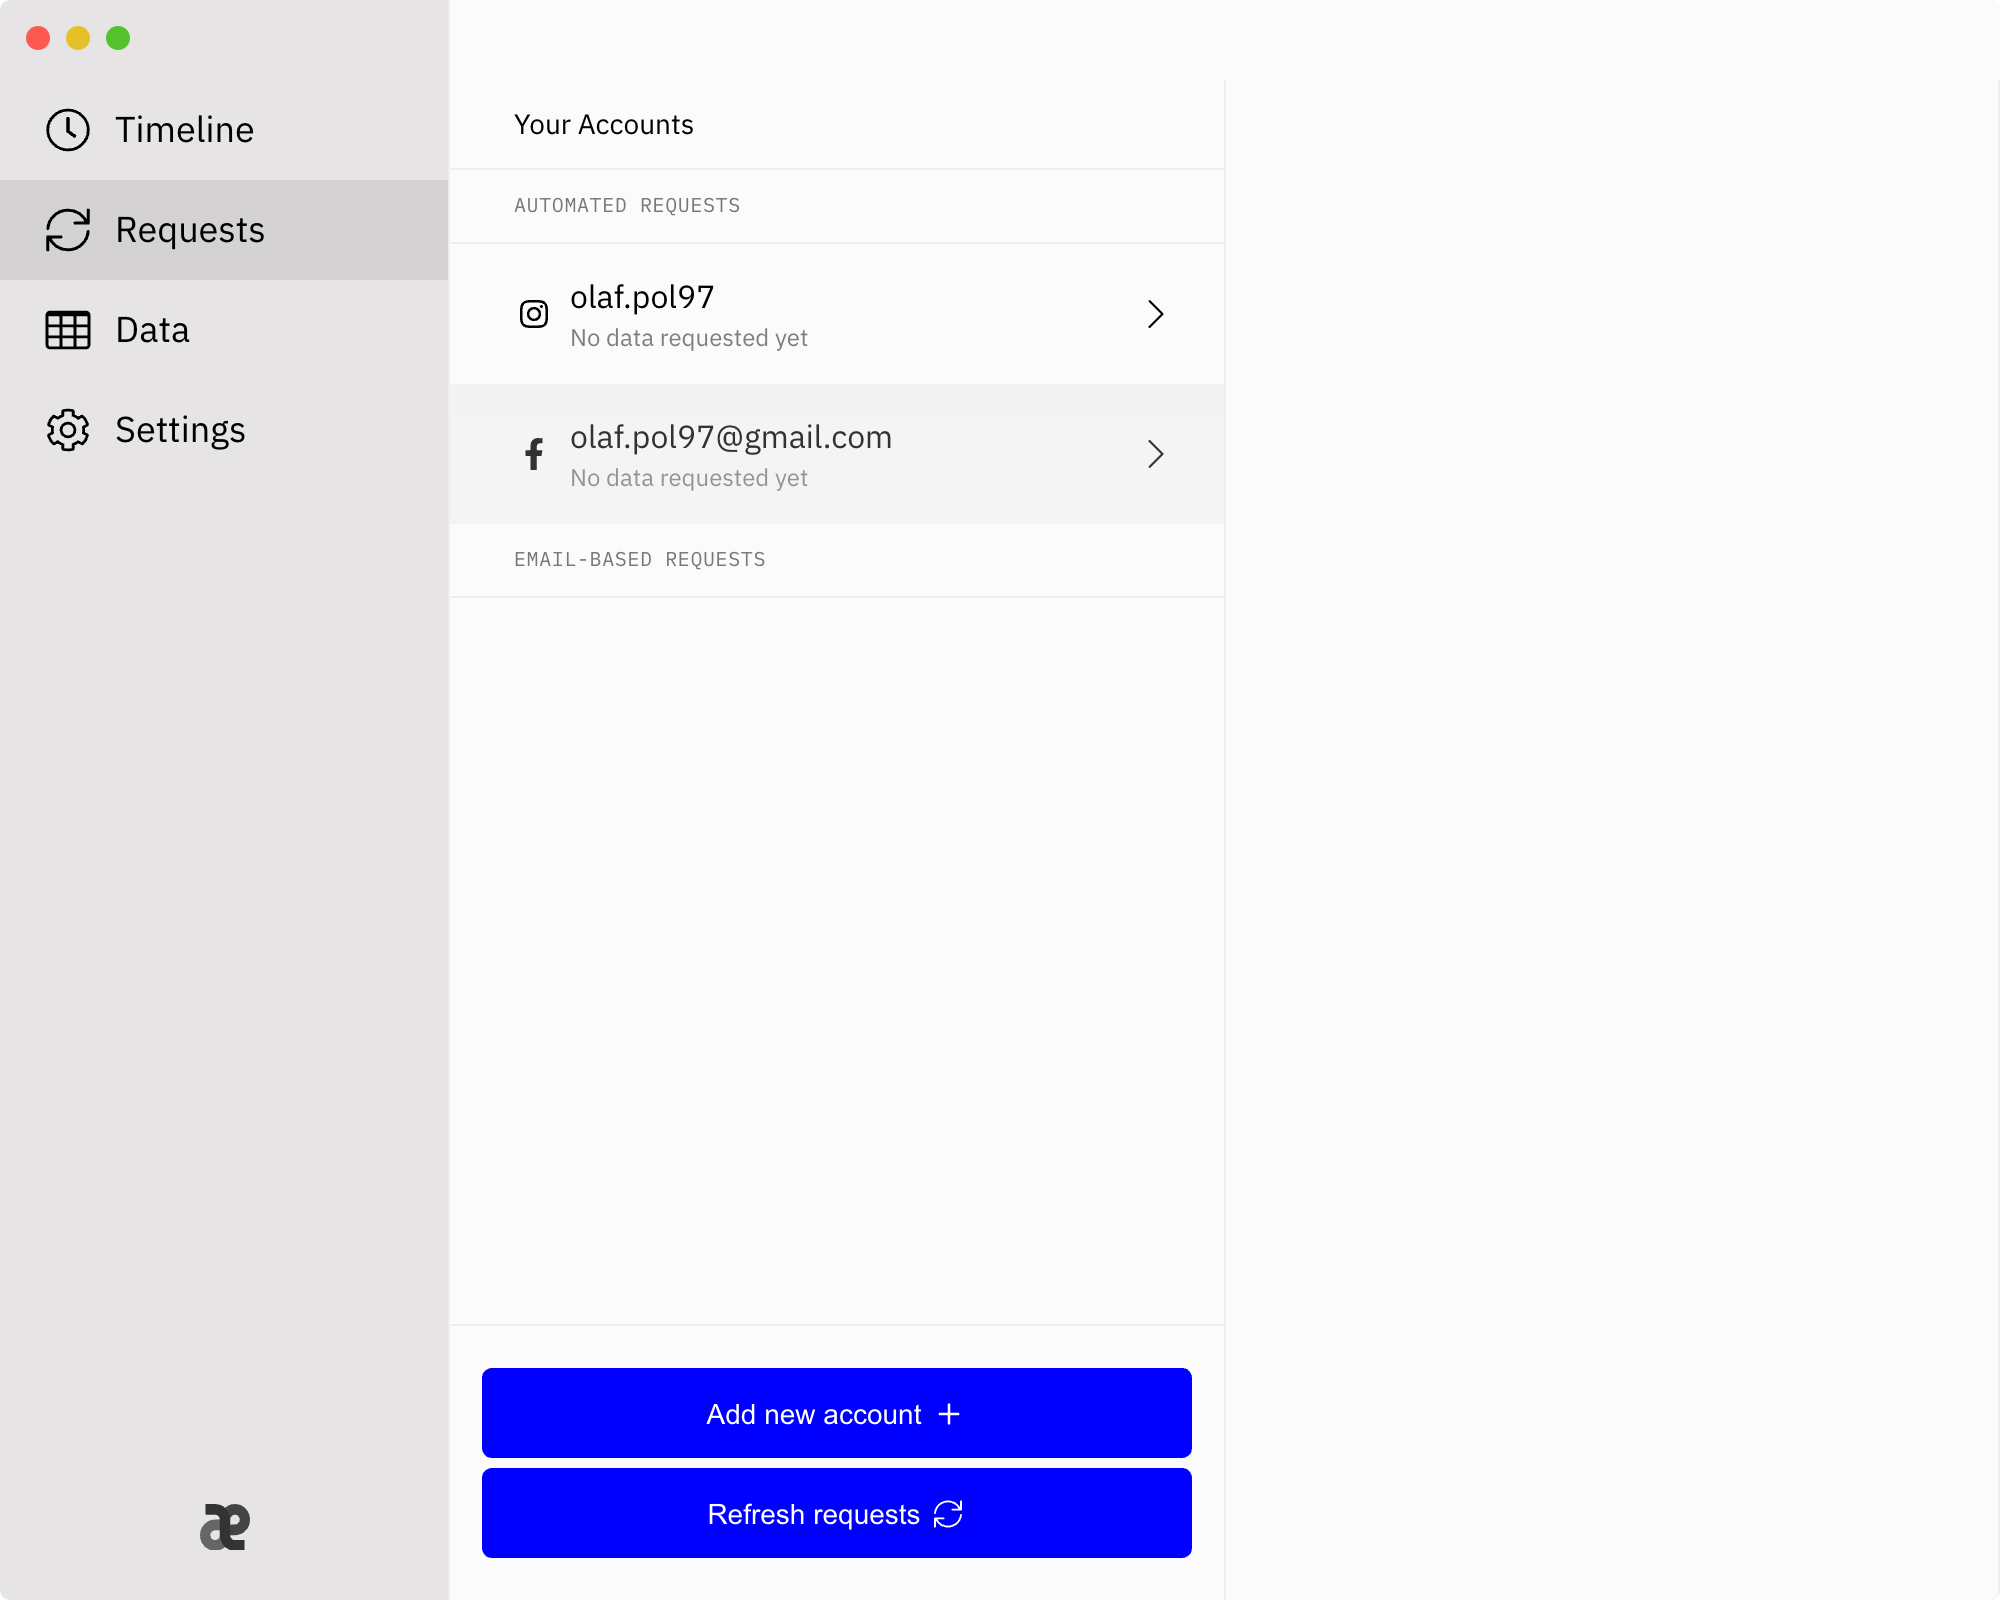 Timeline
Requests
Data
Settings
Your Accounts
AUTOMATED REQUESTS
olaf.pol97
No data requested yet
olaf.pol97@gmail.com
No data requested yet
EMAIL-BASED REQUESTS
Add new account
Refresh requests
æ